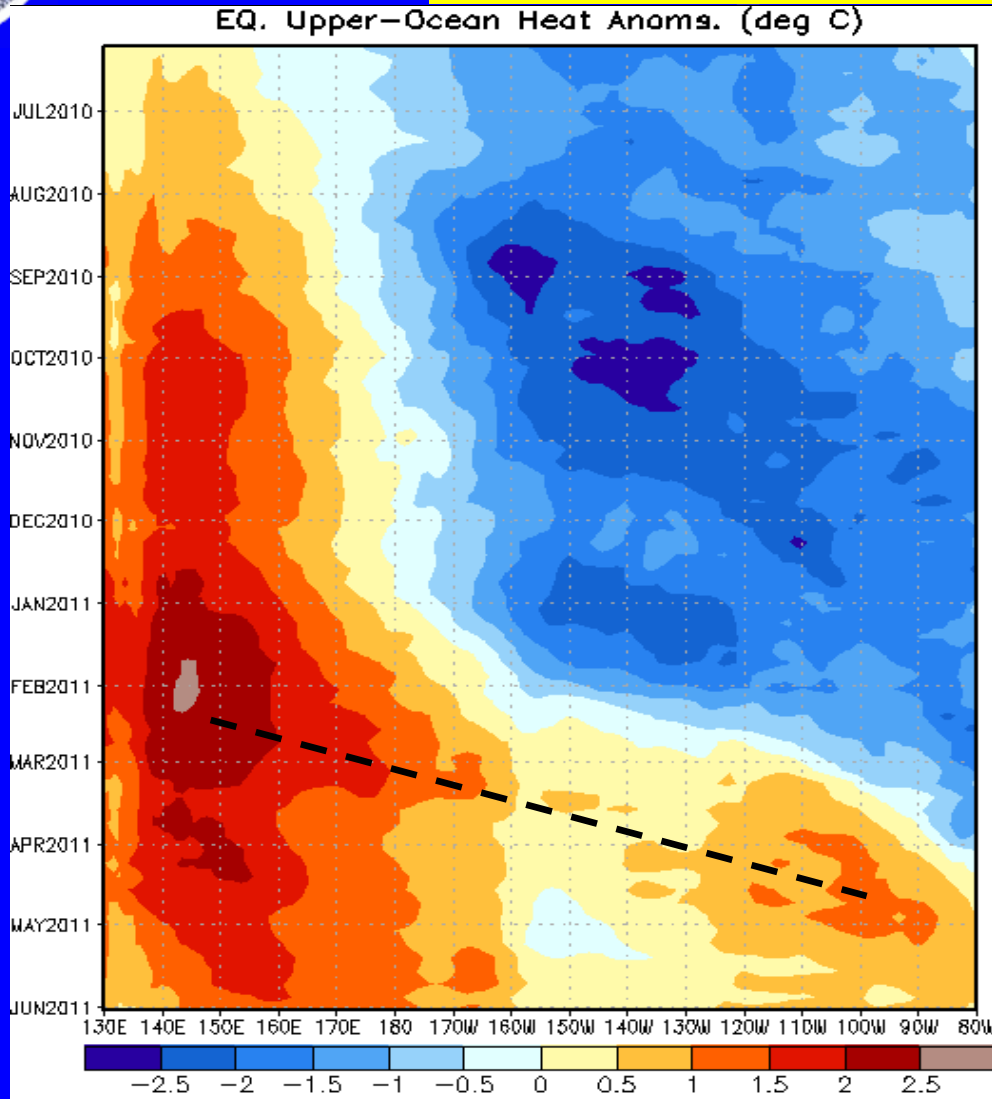 EQ. Upper-Ocean Heat Anoms. (deg C)
JUL2010
AUG2010
SEP2010
OCT2010
NOV2010
DEC2010
JAN2011
FEB2011
MAR2011
APR2011
MAY2011
JUN2011
130E 140E 150E 160E 170E 180 170W 160W 150W 140W 130W 120W 110W 100W 90W 80W
-2.5 -2 -1.5 -1 -0.5 0 0.5 1 1.5 2 2.5